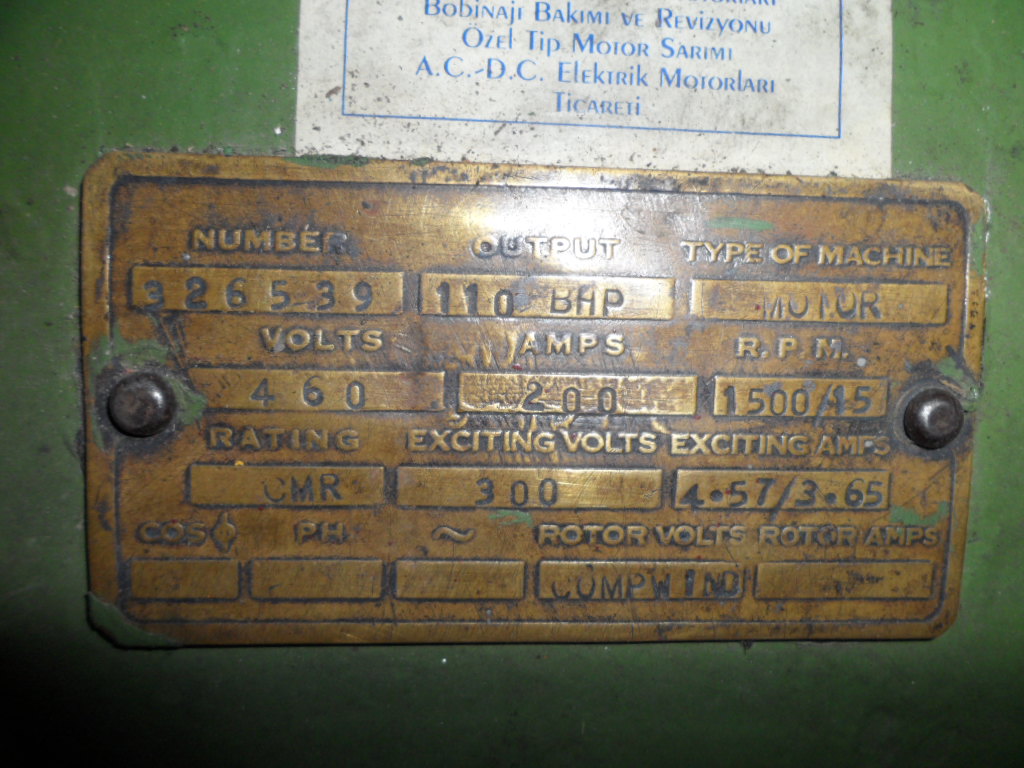 Bobinajı Bakımı ve Revizyonu
Özel Tip Motor Sarımı
A.C.-D.C. Elektrik Motorları
Ticareti
NUMBER OUTPUT TYPE OF MACHINE
326539 110 BHP MOTOR
VOLTS AMPS R.P.M.
460 200 1500/15
RATING EXCITING VOLTS EXCITING AMPS
CMR 300 4.57/3.65
COSϕ PH ~ ROTOR VOLTS ROTOR AMPS
COMPWIND